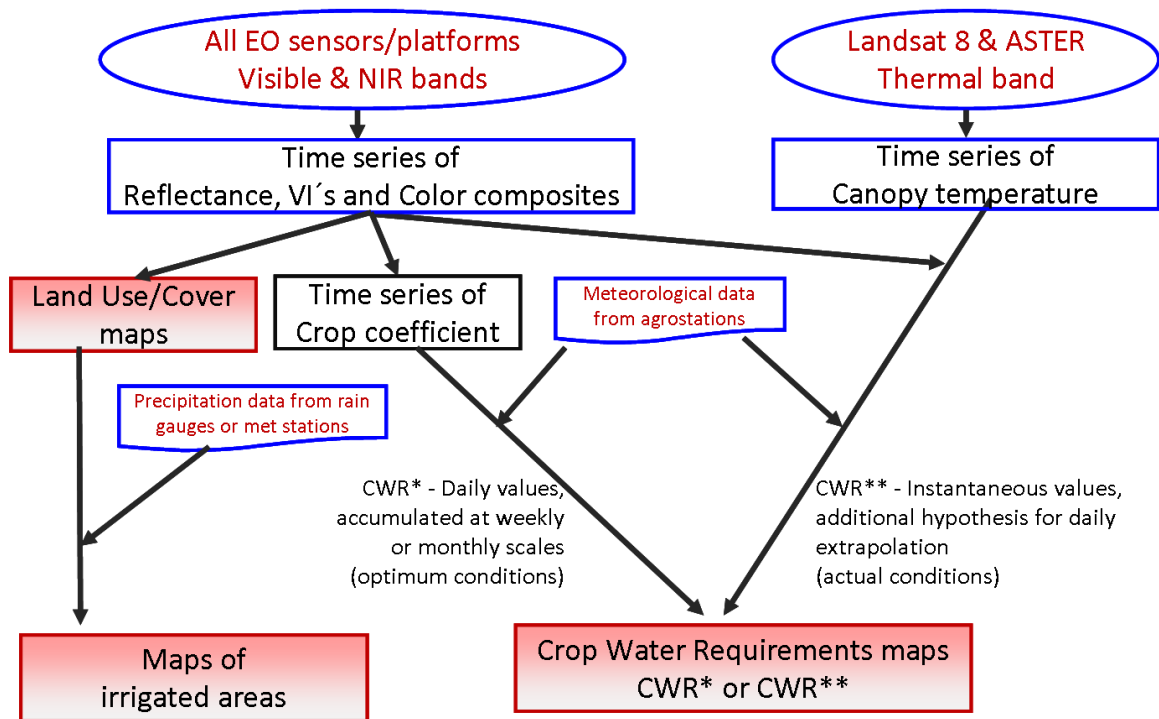 All EO sensors/platforms
Visible & NIR bands
Landsat 8 & ASTER
Thermal band
Time series of
Reflectance, VI´s and Color composites
Time series of
Canopy temperature
Land Use/Cover
maps
Time series of
Crop coefficient
Meteorological data
from agrostations
Precipitation data from rain
gauges or met stations
CWR* - Daily values,
accumulated at weekly
or monthly scales
(optimum conditions)
CWR** - Instantaneous values,
additional hypothesis for daily
extrapolation
(actual conditions)
Maps of
irrigated areas
Crop Water Requirements maps
CWR* or CWR**